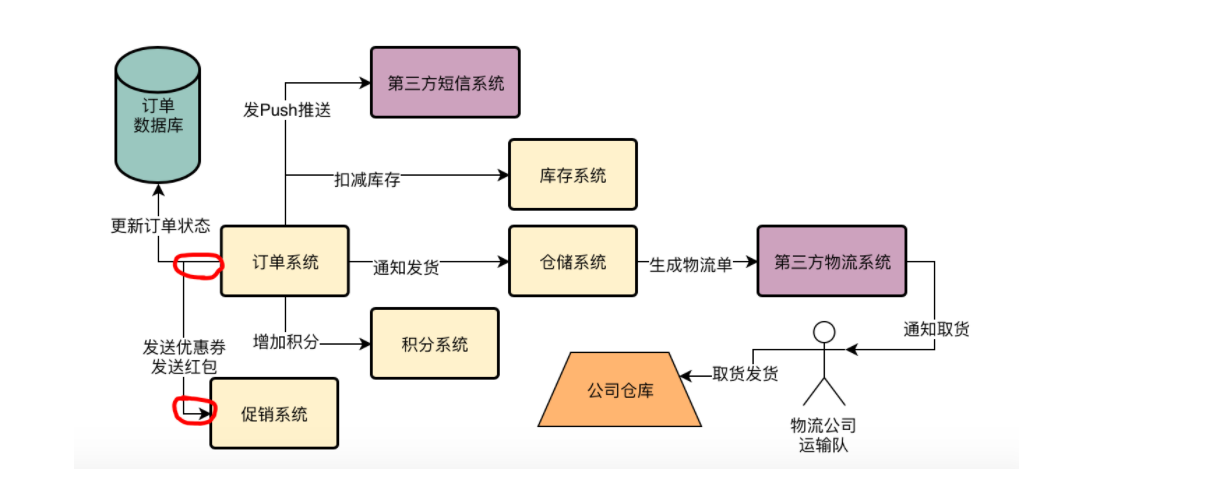 第三方短信系统
订单
数据库
发Push推送
库存系统
扣减库存
更新订单状态
订单系统
通知发货
仓储系统
生成物流单
第三方物流系统
通知取货
发送优惠券
发送红包
增加积分
积分系统
取货发货
公司仓库
促销系统
物流公司
运输队